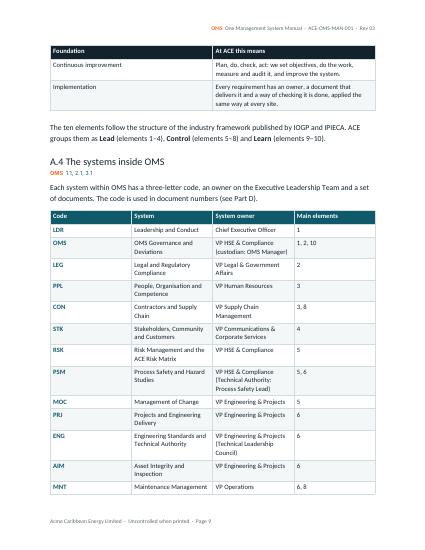 OMS One Management System Manual · ACE-OMS-MAN-001 · Rev 03
Foundation At ACE this means
Continuous improvement Plan, do, check, act: we set objectives, do the work,
measure and audit it, and improve the system.
Implementation Every requirement has an owner, a document that
delivers it and a way of checking it is done, applied the
same way at every site.
The ten elements follow the structure of the industry framework published by IOGP and IPIECA. ACE
groups them as Lead (elements 1–4), Control (elements 5–8) and Learn (elements 9–10).
A.4 The systems inside OMS
OMS 1.1, 2.1, 3.1
Each system within OMS has a three-letter code, an owner on the Executive Leadership Team and a set
of documents. The code is used in document numbers (see Part D).
Code System System owner Main elements
LDR Leadership and Conduct Chief Executive Officer 1
OMS OMS Governance and VP HSE & Compliance 1, 2, 10
Deviations (custodian: OMS Manager)
LEG Legal and Regulatory VP Legal & Government 2
Compliance Affairs
PPL People, Organisation and VP Human Resources 3
Competence
CON Contractors and Supply VP Supply Chain 3, 8
Chain Management
STK Stakeholders, Community VP Communications & 4
and Customers Corporate Services
RSK Risk Management and the VP HSE & Compliance 5
ACE Risk Matrix
PSM Process Safety and Hazard VP HSE & Compliance 5, 6
Studies (Technical Authority:
Process Safety Lead)
MOC Management of Change VP Engineering & Projects 5
PRJ Projects and Engineering VP Engineering & Projects 6
Delivery
ENG Engineering Standards and VP Engineering & Projects 6
Technical Authority (Technical Leadership
Council)
AIM Asset Integrity and VP Engineering & Projects 6
Inspection
MNT Maintenance Management VP Operations 6, 8
Acme Caribbean Energy Limited · Uncontrolled when printed · Page 9